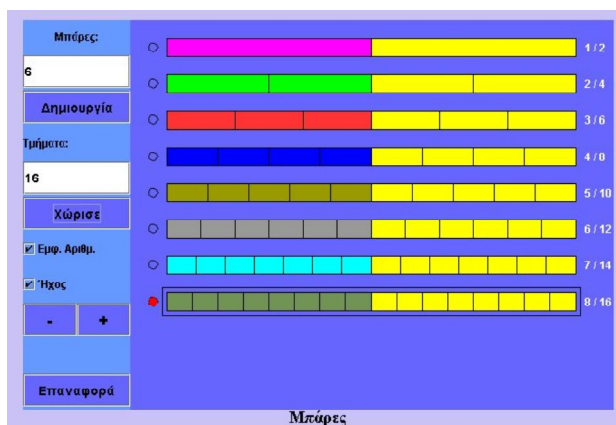 Μπάρες:
6
Δημιουργία
Τμήματα:
16
Χώρισε
Εμφ. Αριθμ.
Ήχος
- +
Επαναφορά
1 / 2
2 / 4
3 / 6
4 / 8
5 / 10
6 / 12
7 / 14
8 / 16
Μπάρες